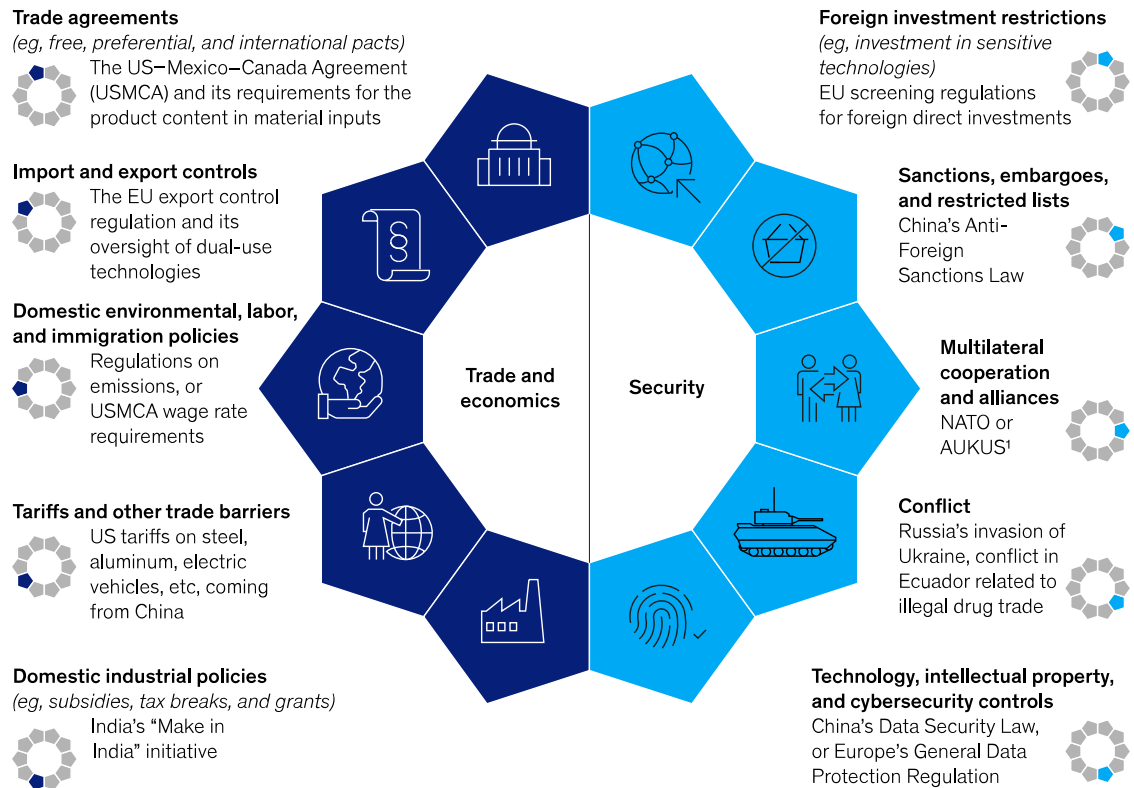 Trade agreements
(eg, free, preferential, and international pacts)
The US–Mexico–Canada Agreement
(USMCA) and its requirements for the
product content in material inputs
Import and export controls
The EU export control
regulation and its
oversight of dual-use
technologies
Domestic environmental, labor,
and immigration policies
Regulations on
emissions, or
USMCA wage rate
requirements
Tariffs and other trade barriers
US tariffs on steel,
aluminum, electric
vehicles, etc, coming
from China
Domestic industrial policies
(eg, subsidies, tax breaks, and grants)
India’s “Make in
India” initiative
Trade and
economics
Security
Foreign investment restrictions
(eg, investment in sensitive
technologies)
EU screening regulations
for foreign direct investments
Sanctions, embargoes,
and restricted lists
China’s Anti-
Foreign
Sanctions Law
Multilateral
cooperation
and alliances
NATO or
AUKUS¹
Conflict
Russia’s invasion of
Ukraine, conflict in
Ecuador related to
illegal drug trade
Technology, intellectual property,
and cybersecurity controls
China’s Data Security Law,
or Europe’s General Data
Protection Regulation